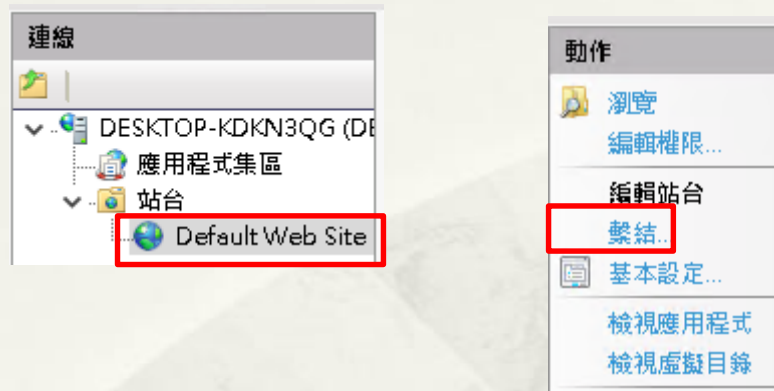 連線
DESKTOP-KDKN3QG (DE
應用程式集區
站台
Default Web Site
動作
瀏覽
編輯權限...
編輯站台
繫結...
基本設定...
檢視應用程式
檢視虛擬目錄